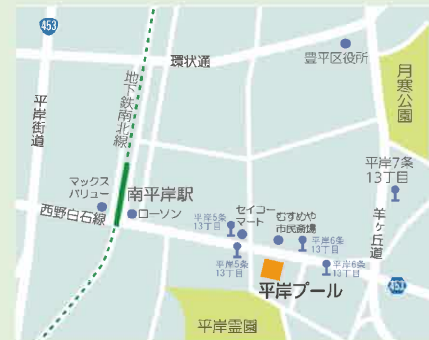 453
豊平区役所
環状通
月寒公園
地下鉄南北線
平岸街道
平岸7条
13丁目
マックス
バリュー
南平岸駅
羊ヶ丘道
西野白石線
ローソン
平岸5条
13丁目
セイコー
マート
むすめや
市民斎場
平岸6条
13丁目
平岸5条
13丁目
平岸6条
13丁目
453
平岸プール
平岸霊園